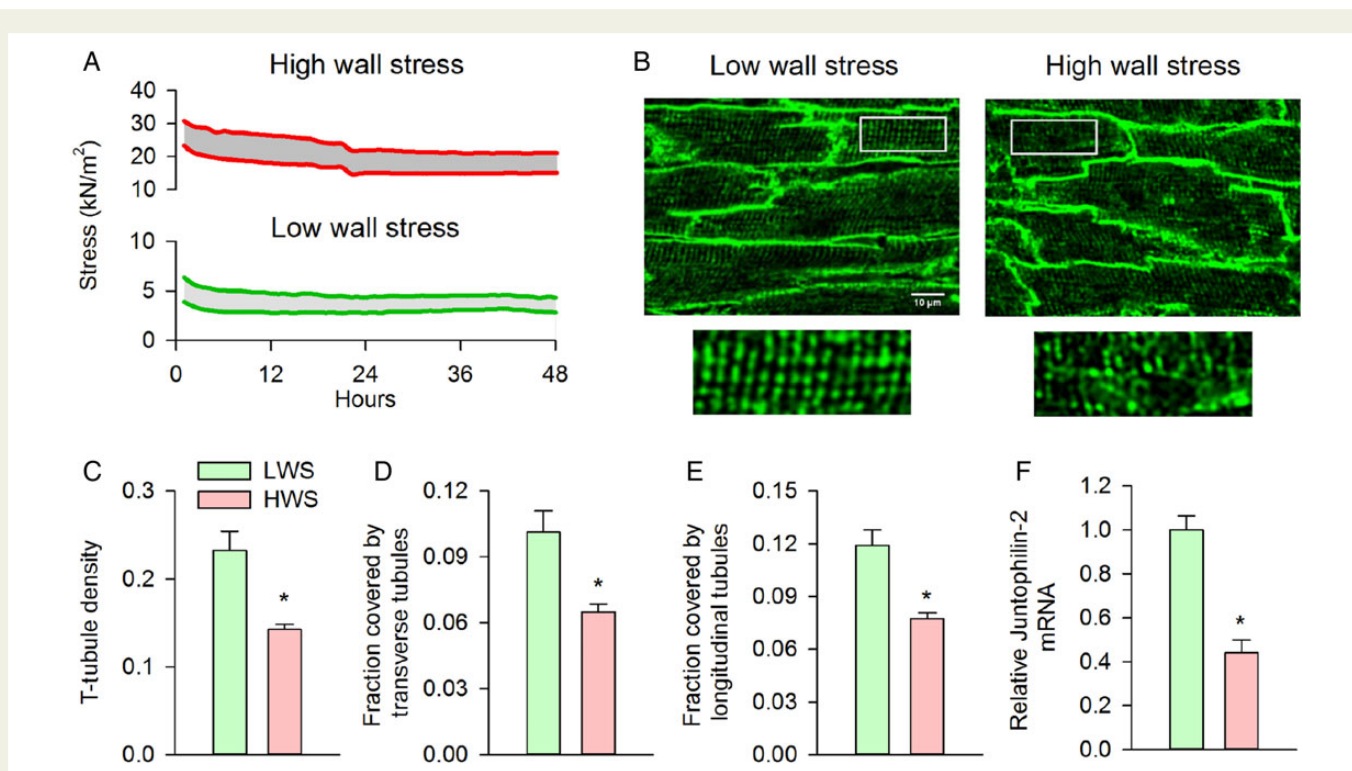 A
High wall stress
40
30
20
10
Stress (kN/m²)
Low wall stress
10
5
0
0 12 24 36 48
Hours
B
Low wall stress
High wall stress
10 µm
C
LWS
HWS
T-tubule density
0.3
0.2
0.1
0.0
*
D
Fraction covered by
transverse tubules
0.12
0.09
0.06
0.03
0.00
*
E
Fraction covered by
longitudinal tubules
0.15
0.12
0.09
0.06
0.03
0.00
*
F
Relative Juntophilin-2
mRNA
1.2
1.0
0.8
0.6
0.4
0.2
0.0
*